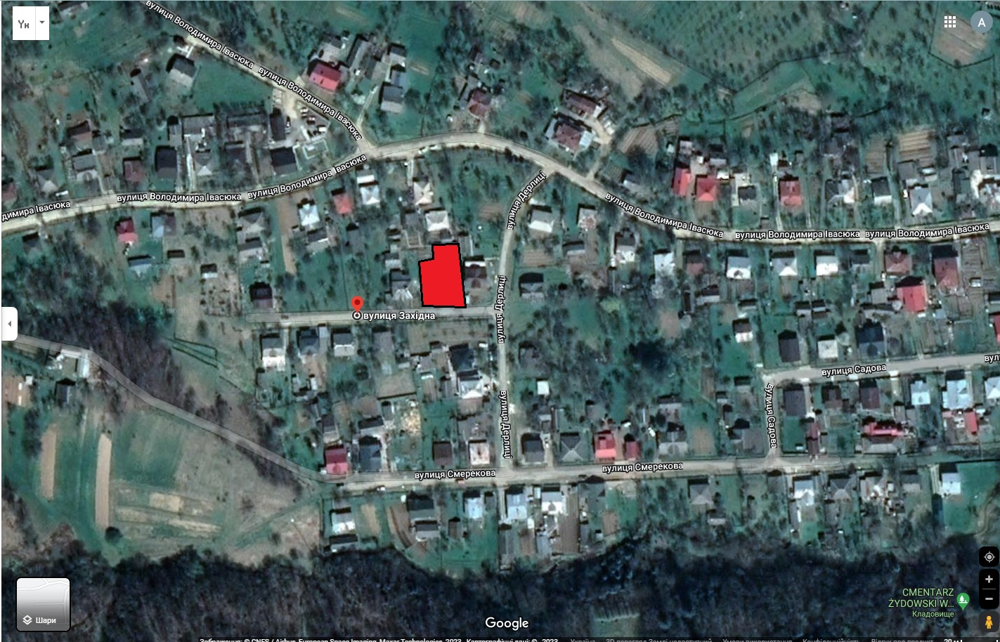 Ук
A
вулиця Володимира Івасюка
вулиця Володимира Івасюка
вулиця Володимира Івасюка
вулиця Володимира Івасюка
димира Івасюка
вулиця Дерлиці
вулиця Володимира Івасюка
вулиця Володимира Івасюка
вулиця Володимира Івасюка
вулиця Дерлиці
вулиця Західна
вулиця Садова
вул
вулиця Садова
вулиця Дерлиці
вулиця Смерекова
вулиця Смерекова
CMENTARZ
ŻYDOWSKI W...
Кладовище
Шари
Google
Зображення: © CNES / Airbus, European Space Imaging, Maxar Technologies, 2023, Картографічні дані: © , 2023
Україна
3D-перегляд Землі недоступний
Умови використання
Конфіденційність
Відгук про продукт
20 м